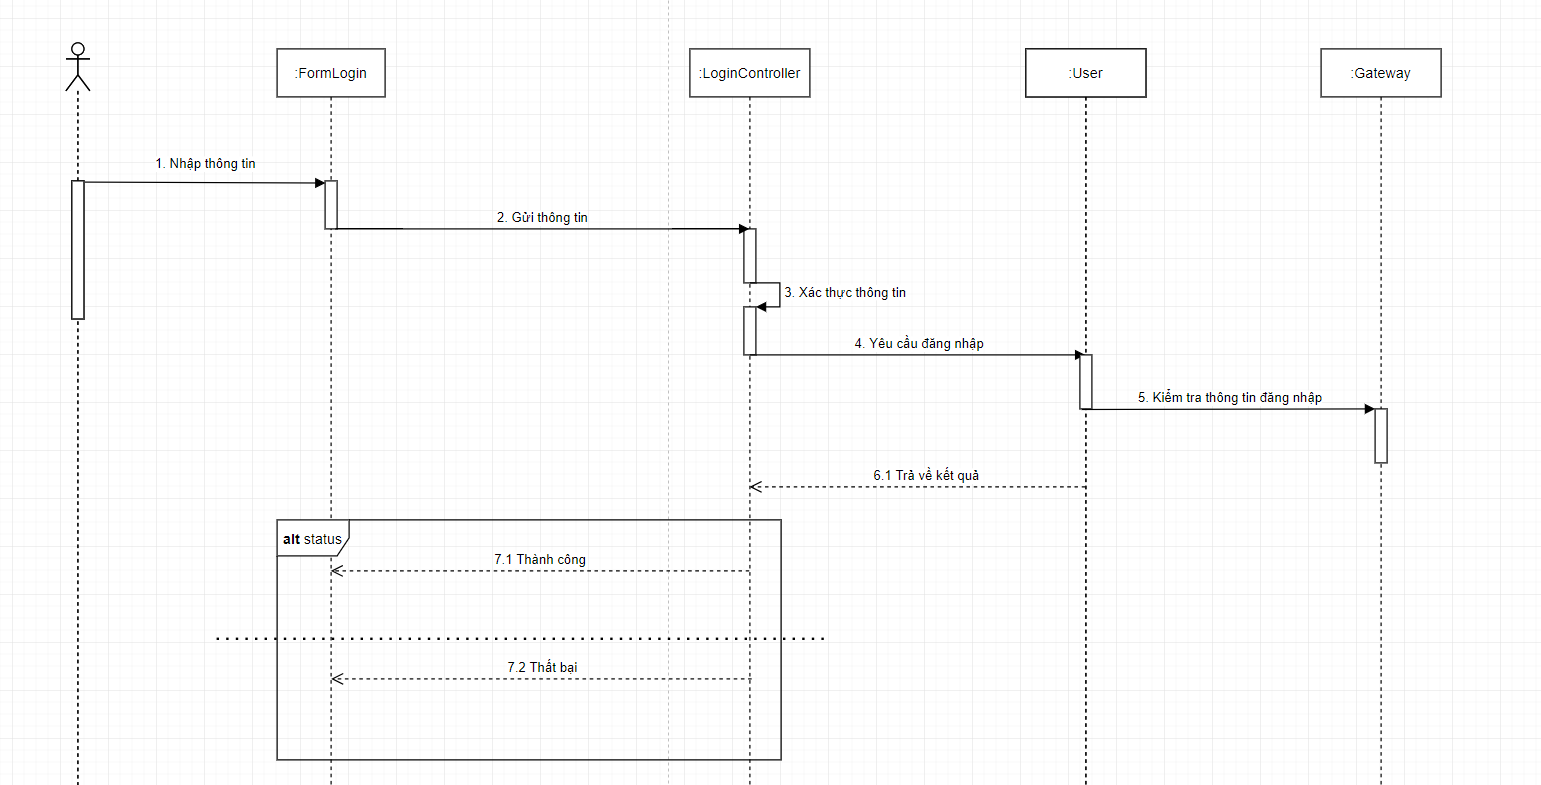 :FormLogin
:LoginController
:User
:Gateway
1. Nhập thông tin
2. Gửi thông tin
3. Xác thực thông tin
4. Yêu cầu đăng nhập
5. Kiểm tra thông tin đăng nhập
6.1 Trả về kết quả
alt status
7.1 Thành công
7.2 Thất bại